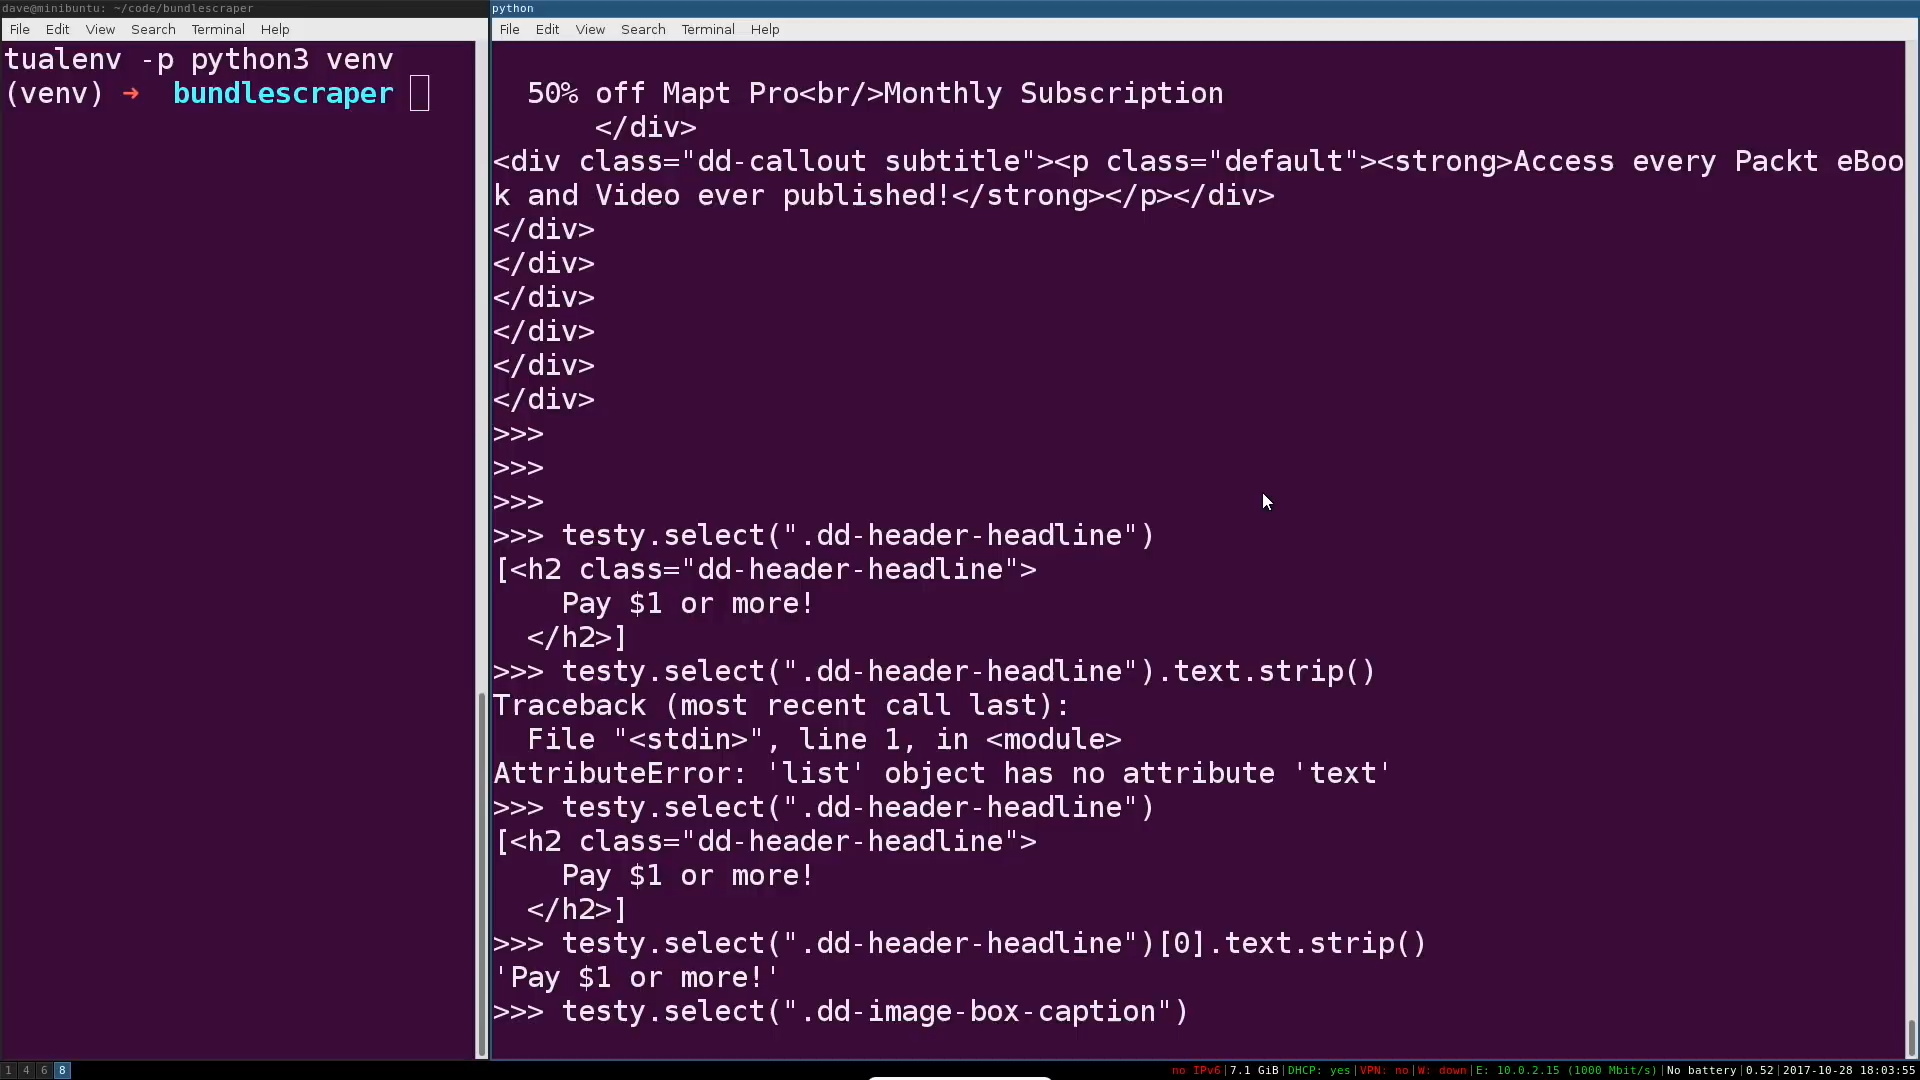 dave@minibuntu: ~/code/bundlescraper
File Edit View Search Terminal Help
tualenv -p python3 venv
(venv) ➜ bundlescraper
python
File Edit View Search Terminal Help
50% off Mapt Pro<br/>Monthly Subscription
</div>
<div class="dd-callout subtitle"><p class="default"><strong>Access every Packt eBoo
k and Video ever published!</strong></p></div>
</div>
</div>
</div>
</div>
</div>
</div>
>>>
>>>
>>>
>>> testy.select(".dd-header-headline")
[<h2 class="dd-header-headline">
Pay $1 or more!
</h2>]
>>> testy.select(".dd-header-headline").text.strip()
Traceback (most recent call last):
File "<stdin>", line 1, in <module>
AttributeError: 'list' object has no attribute 'text'
>>> testy.select(".dd-header-headline")
[<h2 class="dd-header-headline">
Pay $1 or more!
</h2>]
>>> testy.select(".dd-header-headline")[0].text.strip()
'Pay $1 or more!'
>>> testy.select(".dd-image-box-caption")
1 4 6 8
no IPv6|7.1 GiB|DHCP: yes|VPN: no|W: down|E: 10.0.2.15 (1000 Mbit/s)|No battery|0.52|2017-10-28 18:03:55